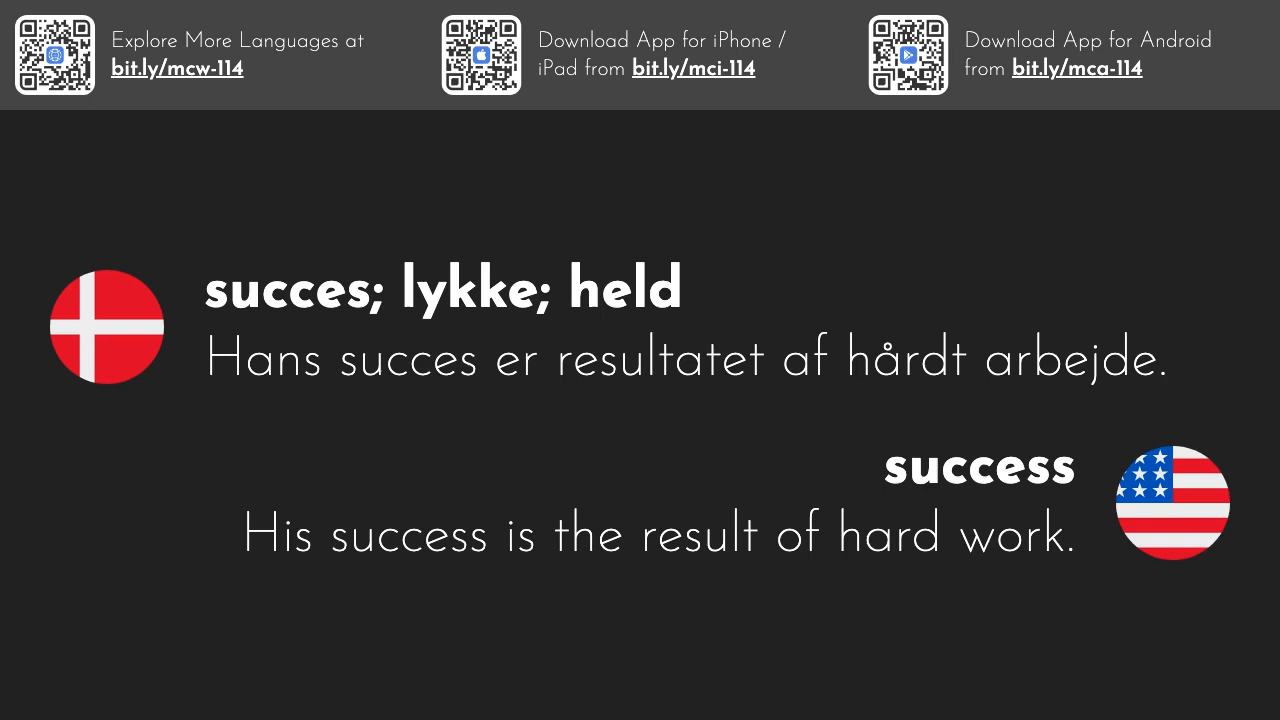 Explore More Languages at
bit.ly/mcw-114
Download App for iPhone /
iPad from bit.ly/mci-114
Download App for Android
from bit.ly/mca-114
succes; lykke; held
Hans succes er resultatet af hårdt arbejde.
success
His success is the result of hard work.